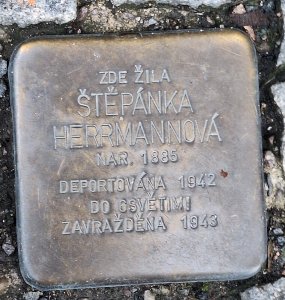 ZDE ŽILA
ŠTĚPÁNKA
HERRMANNOVÁ
NAR. 1885
DEPORTOVÁNA 1942
DO OSVĚTIMI
ZAVRAŽDĚNA 1943